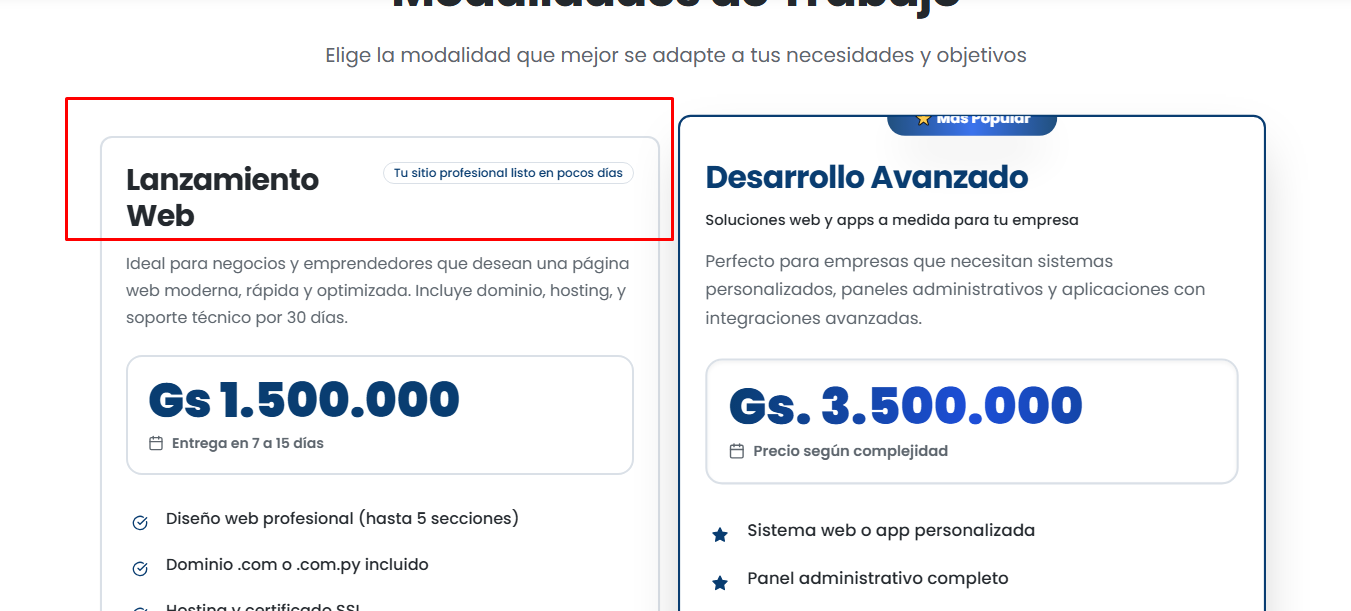 Modalidades de Trabajo
Elige la modalidad que mejor se adapte a tus necesidades y objetivos
Lanzamiento
Web
Tu sitio profesional listo en pocos días
Ideal para negocios y emprendedores que desean una página
web moderna, rápida y optimizada. Incluye dominio, hosting, y
soporte técnico por 30 días.
Gs 1.500.000
Entrega en 7 a 15 días
Diseño web profesional (hasta 5 secciones)
Dominio .com o .com.py incluido
Hosting y certificado SSL
Más Popular
Desarrollo Avanzado
Soluciones web y apps a medida para tu empresa
Perfecto para empresas que necesitan sistemas
personalizados, paneles administrativos y aplicaciones con
integraciones avanzadas.
Gs. 3.500.000
Precio según complejidad
Sistema web o app personalizada
Panel administrativo completo